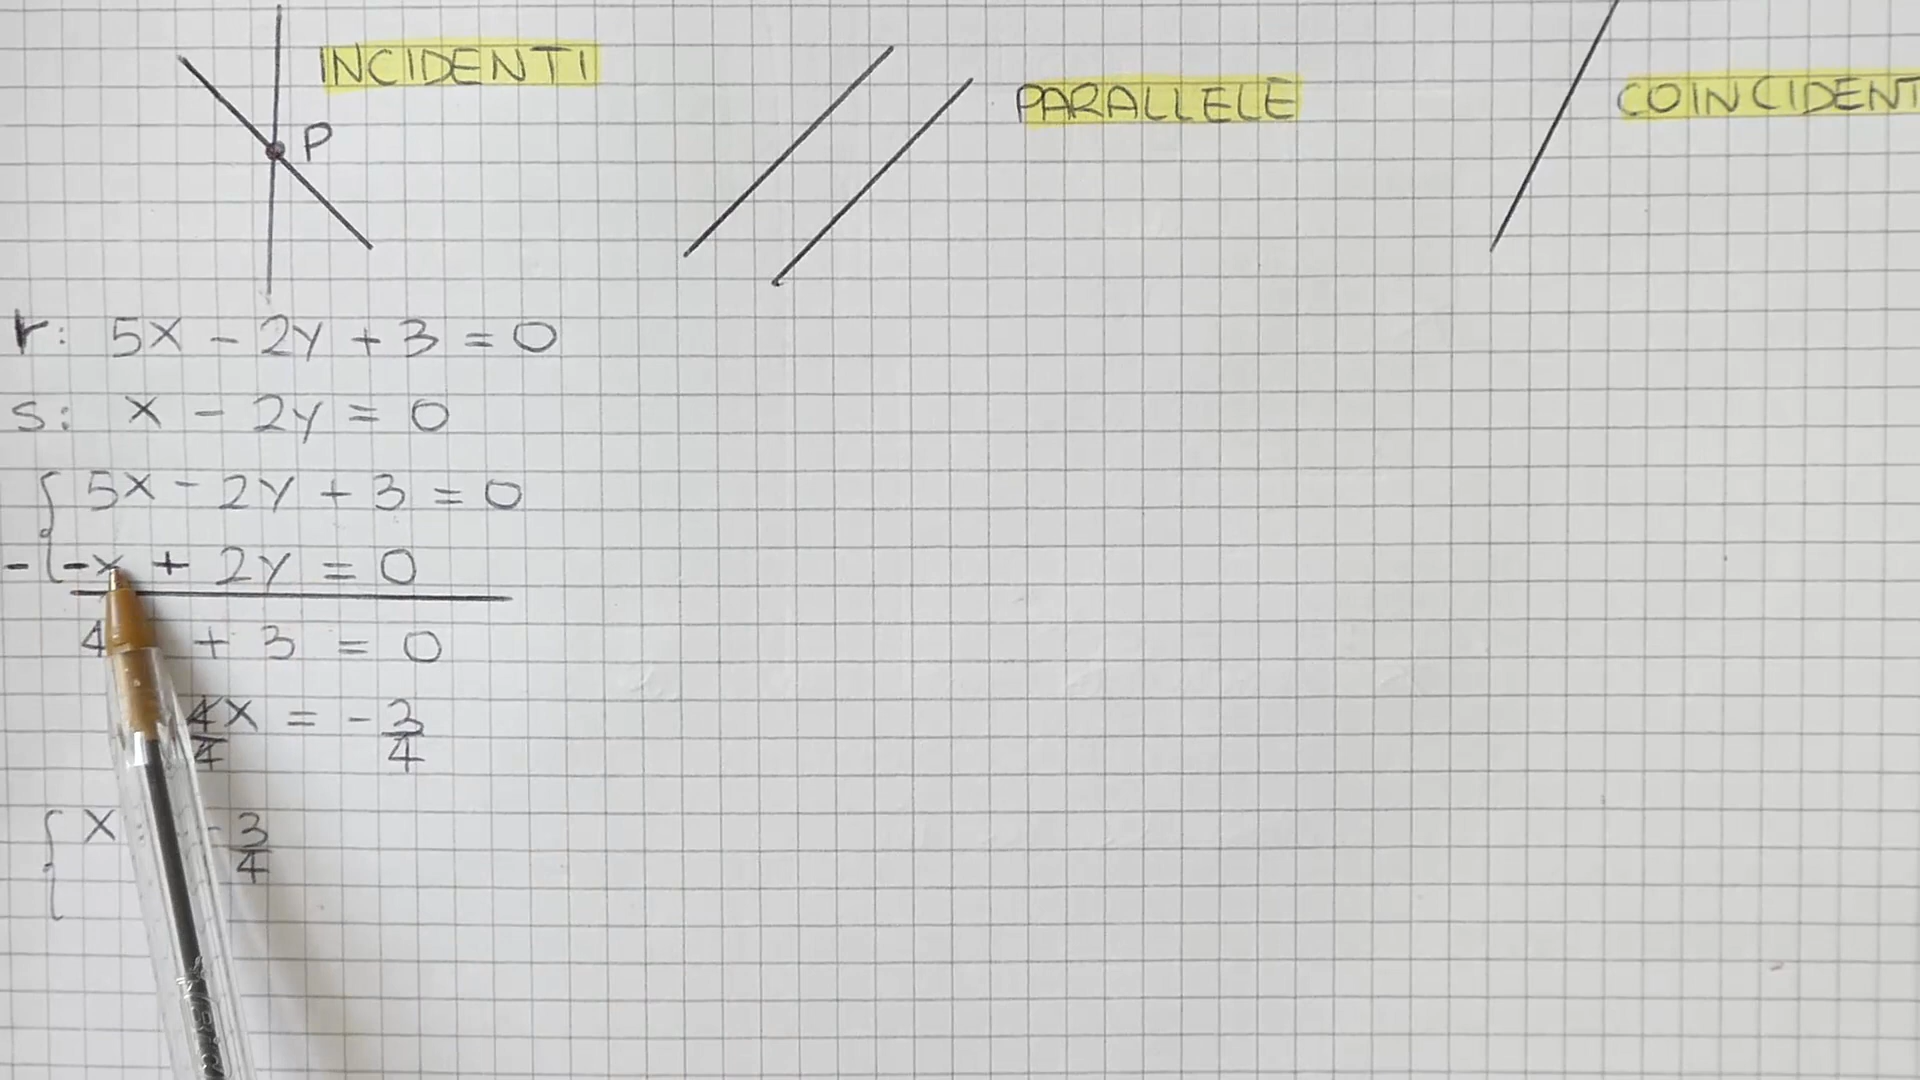 INCIDENTI
P
PARALLELE
COINCIDENT
r: 5x - 2y + 3 = 0
s: x - 2y = 0
{ 5x - 2y + 3 = 0
- { -x + 2y = 0
4 + 3 = 0
4x/4 = - 3/4
{ x - 3/4